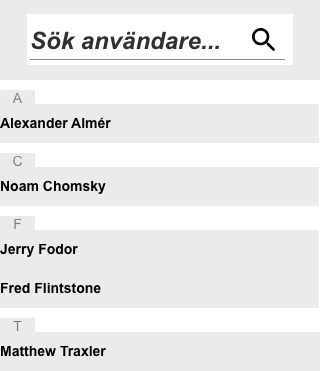 Sök användare...
A
Alexander Almér
C
Noam Chomsky
F
Jerry Fodor
Fred Flintstone
T
Matthew Traxler